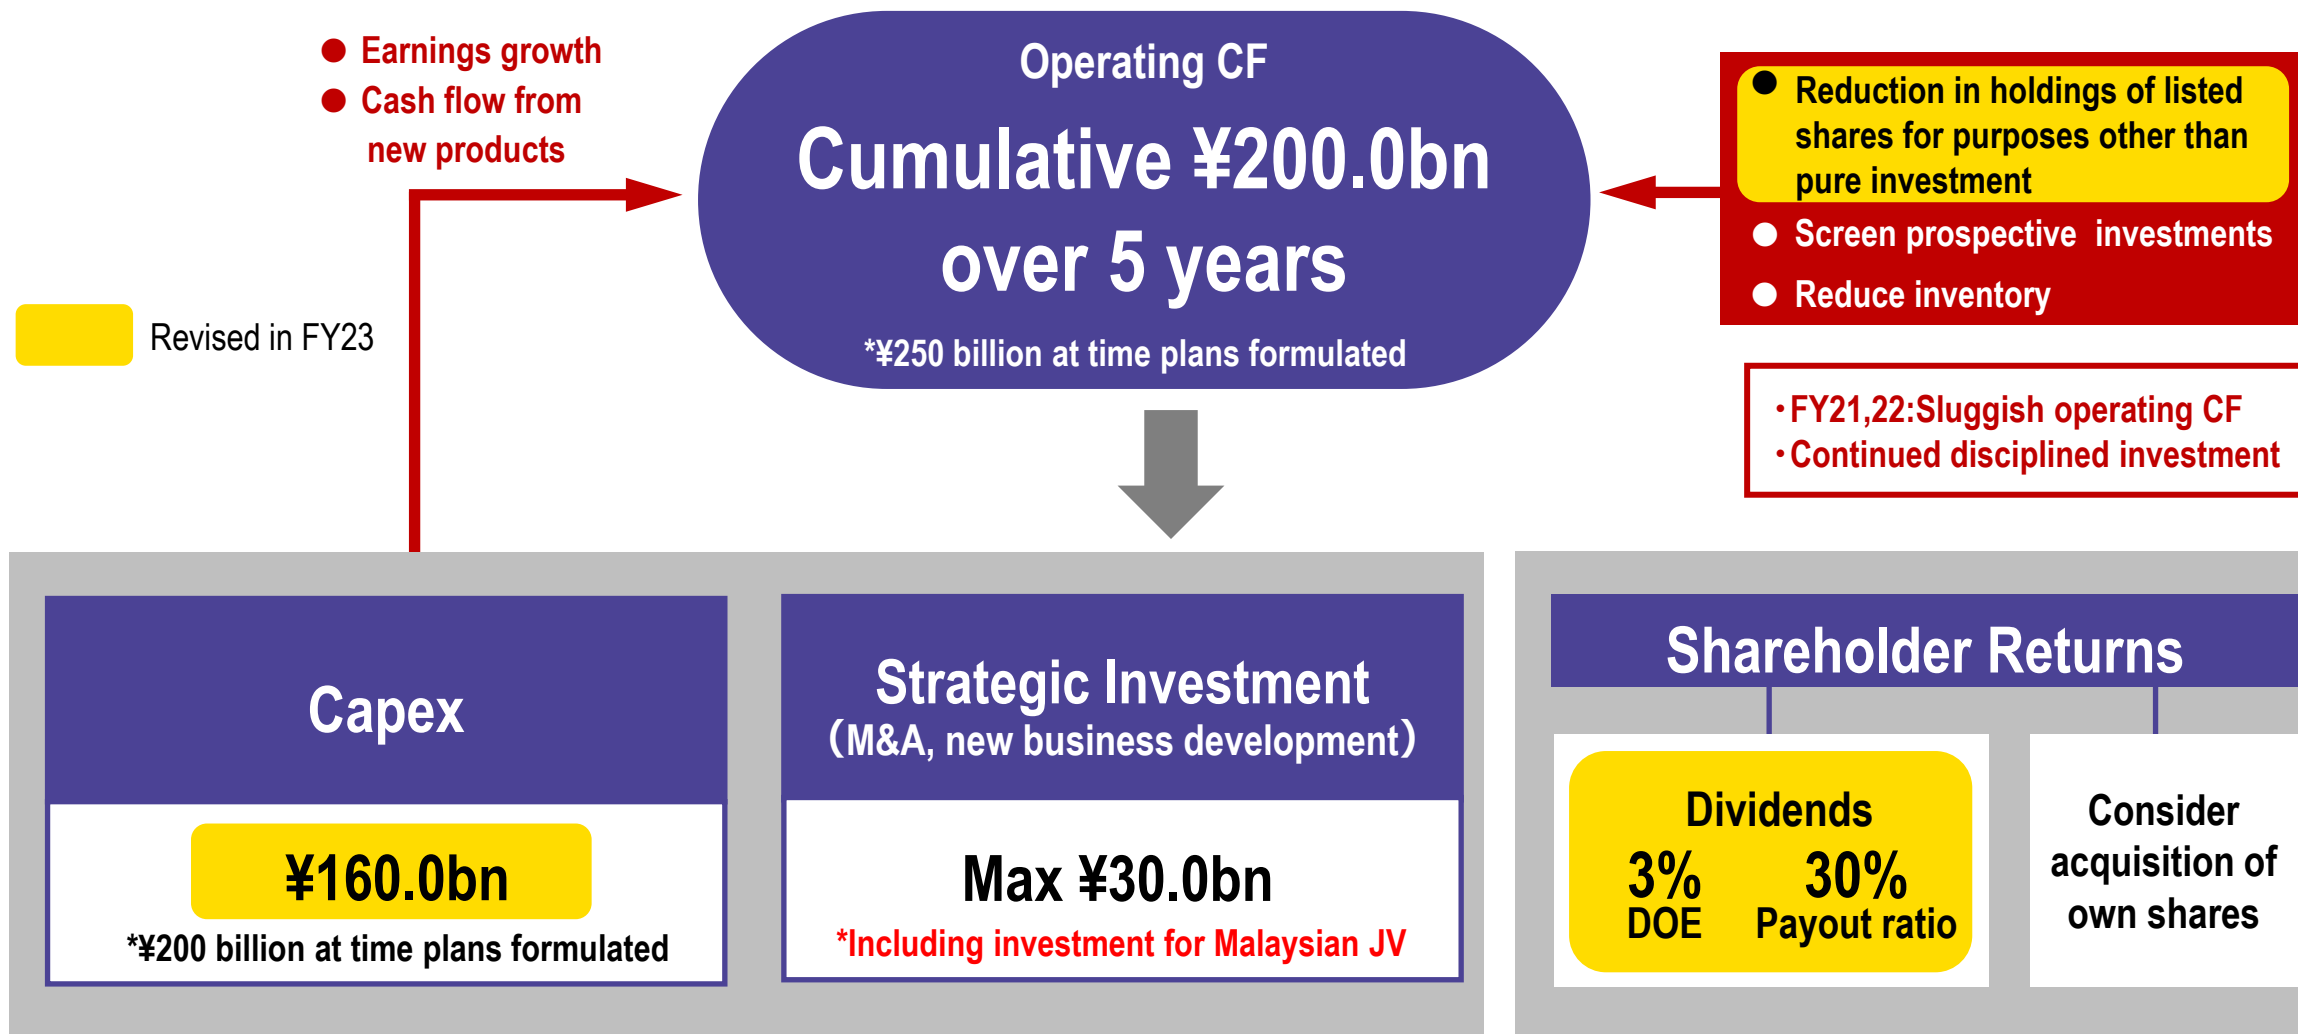 ● Earnings growth
● Cash flow from
new products
Operating CF
Cumulative ¥200.0bn
over 5 years
*¥250 billion at time plans formulated
● Reduction in holdings of listed
shares for purposes other than
pure investment
● Screen prospective investments
● Reduce inventory
Revised in FY23
・FY21,22:Sluggish operating CF
・Continued disciplined investment
Capex
¥160.0bn
*¥200 billion at time plans formulated
Strategic Investment
(M&A, new business development)
Max ¥30.0bn
*Including investment for Malaysian JV
Shareholder Returns
Dividends
3% 30%
DOE Payout ratio
Consider
acquisition of
own shares